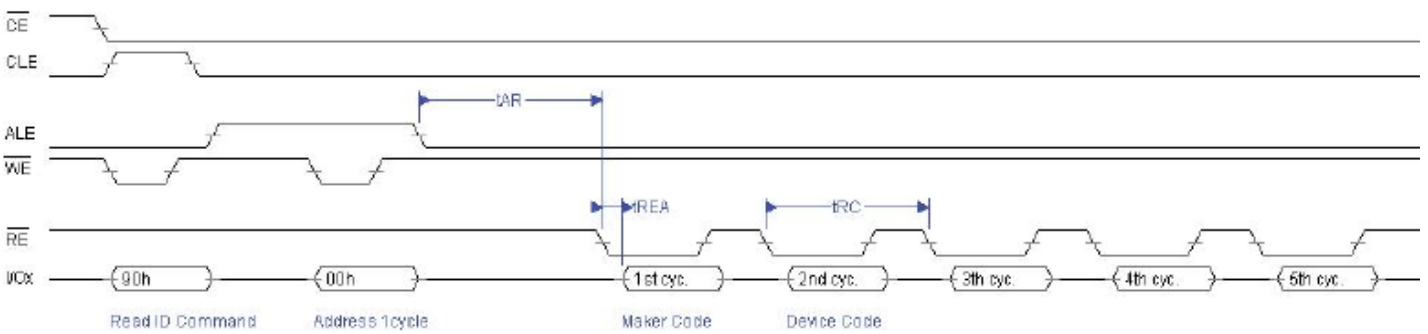 CE
CLE
tAR
ALE
WE
tREA
tRC
RE
I/Ox
90h
00h
1st cyc.
2nd cyc.
3th cyc.
4th cyc.
5th cyc.
Read ID Command
Address 1cycle
Maker Code
Device Code